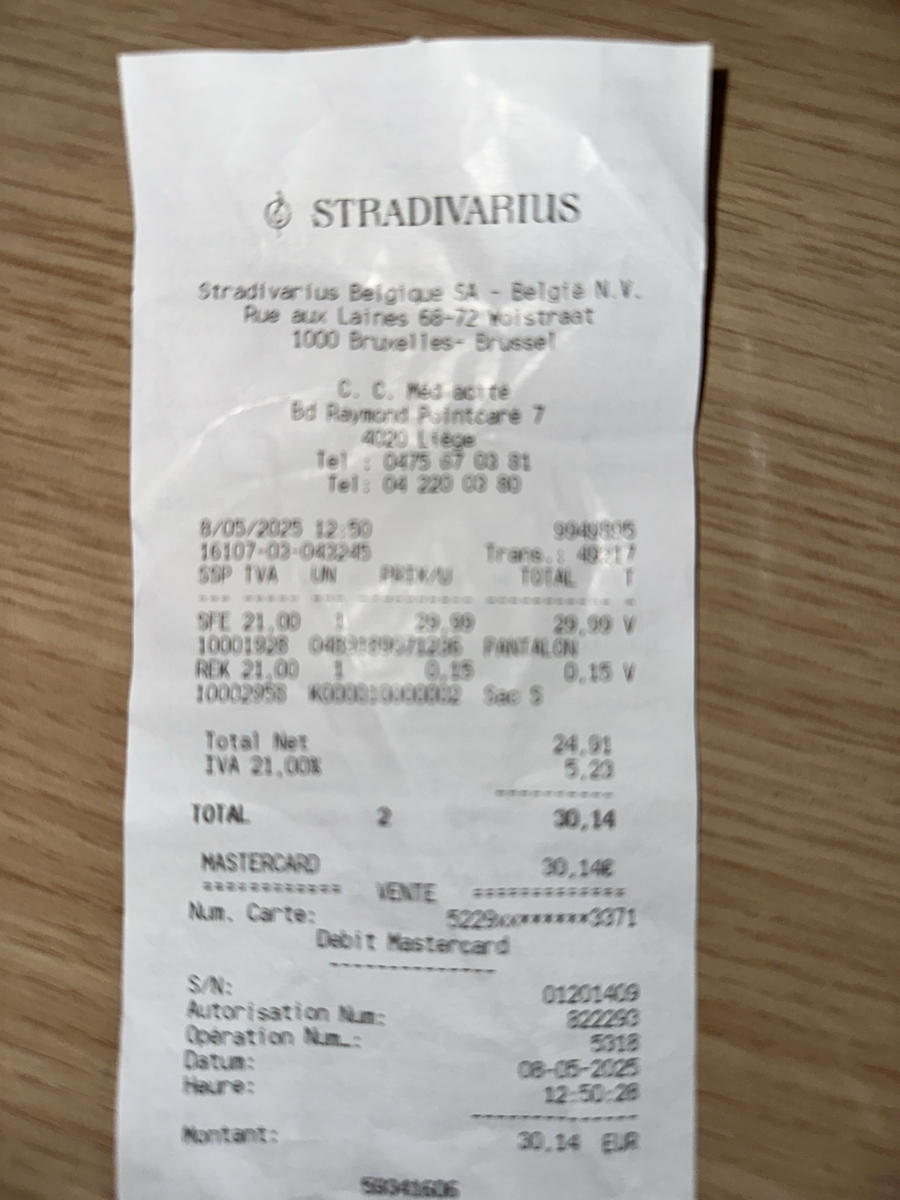 STRADIVARIUS
Stradivarius Belgique SA - België N.V.
Rue aux Laines 68-72 Wolstraat
1000 Bruxelles- Brussel
C. C. Médiacité
Bd Raymond Pointcaré 7
4020 Liège
Tel : 0475 67 03 81
Tel: 04 220 03 80
8/05/2025 12:50
16107-03-043245 Trans.:
SSP TVA UN PRIX/U TOTAL T
SFE 21,00 1 29,99 29,99 V
10001928 PANTALON
REK 21,00 1 0,15 0,15 V
10002958 Sac S
Total Net 24,91
IVA 21,00% 5,23
TOTAL 2 30,14
MASTERCARD 30,14€
============ VENTE =============
Num. Carte: 5229********3371
Debit Mastercard
S/N: 01201409
Autorisation Num: 822293
Opération Num.: 5318
Datum: 08-05-2025
Heure: 12:50:28
Montant: 30,14 EUR